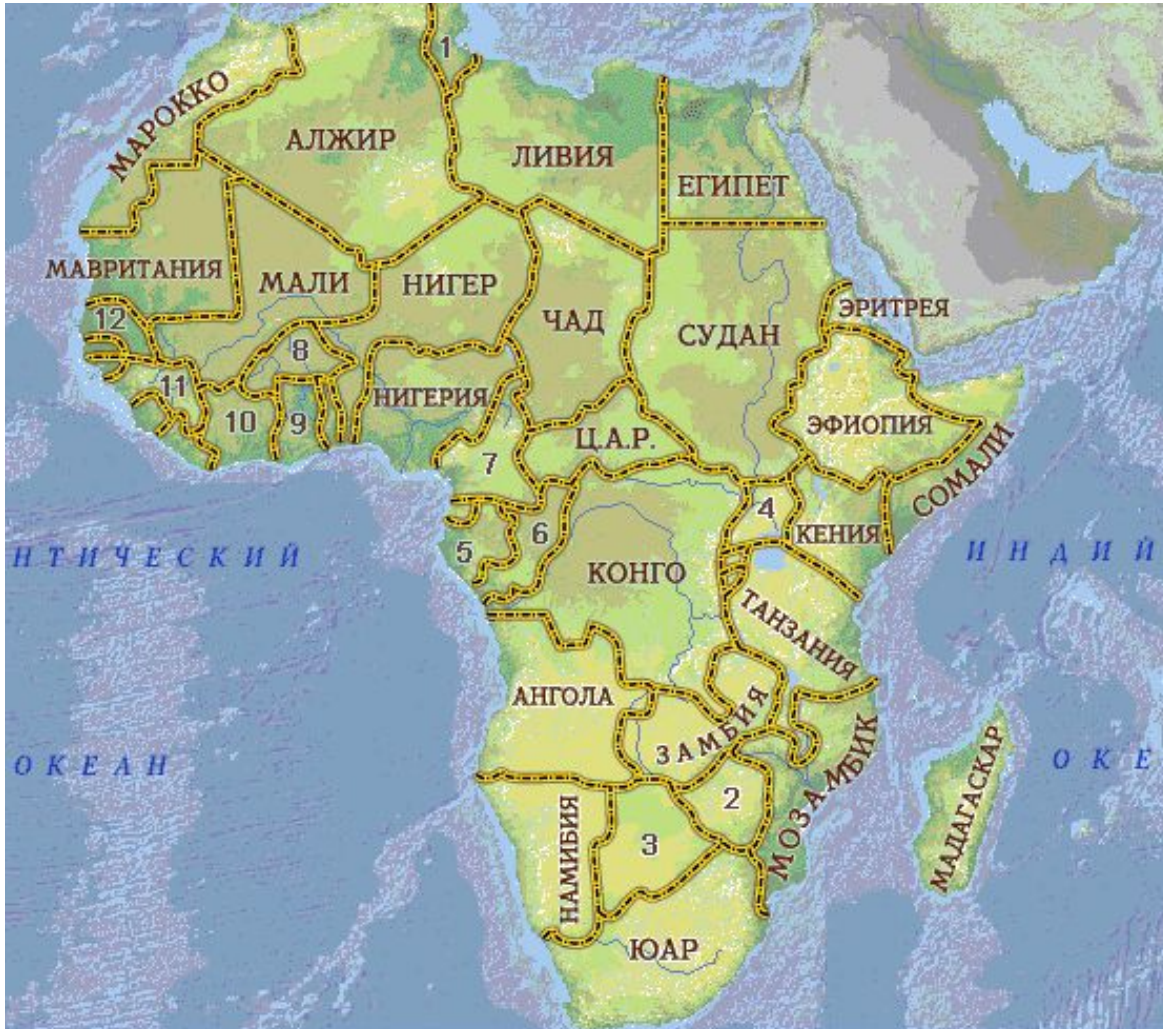 1
МАРОККО
АЛЖИР
ЛИВИЯ
ЕГИПЕТ
МАВРИТАНИЯ
МАЛИ
НИГЕР
ЧАД
СУДАН
ЭРИТРЕЯ
12
8
11
10
9
НИГЕРИЯ
Ц.А.Р.
ЭФИОПИЯ
7
СОМАЛИ
4
6
5
КЕНИЯ
НТИЧЕСКИЙ
ИНДИЙ
КОНГО
ТАНЗАНИЯ
АНГОЛА
ЗАМБИЯ
ОКЕАН
ОКЕ
МОЗАМБИК
МАДАГАСКАР
2
3
НАМИБИЯ
ЮАР